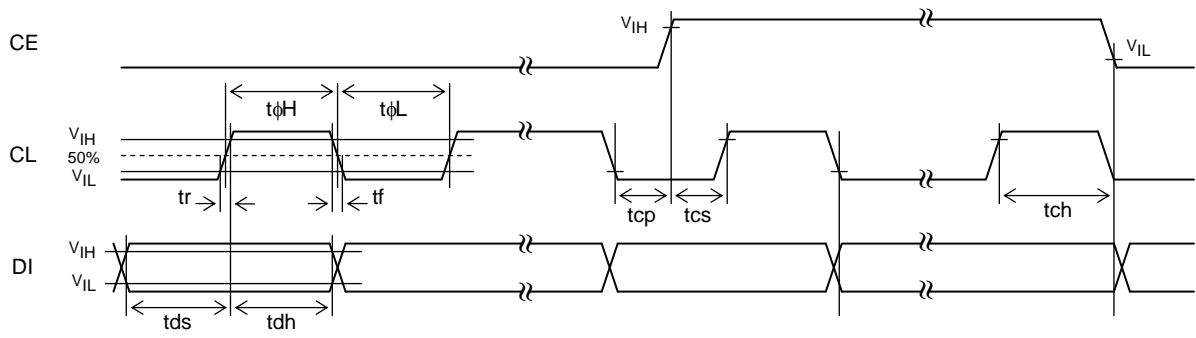 CE
VIH
VIL
tϕH
tϕL
CL
VIH
50%
VIL
tr
tf
tcp
tcs
tch
DI
VIH
VIL
tds
tdh